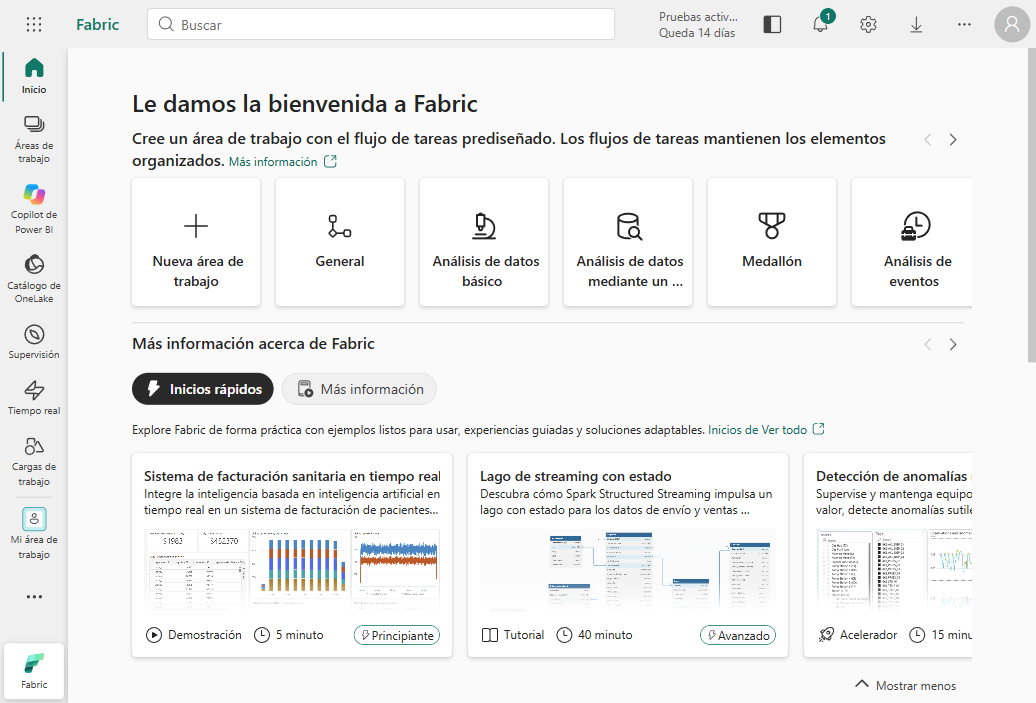 Fabric
Buscar
Pruebas activ...
Queda 14 días
1
Inicio
Áreas de
trabajo
Copilot de
Power BI
Catálogo de
OneLake
Supervisión
Tiempo real
Cargas de
trabajo
Mi área de
trabajo
Fabric
Le damos la bienvenida a Fabric
Cree un área de trabajo con el flujo de tareas prediseñado. Los flujos de tareas mantienen los elementos
organizados. Más información
Nueva área de
trabajo
General
Análisis de datos
básico
Análisis de datos
mediante un ...
Medallón
Análisis de
eventos
Más información acerca de Fabric
Inicios rápidos
Más información
Explore Fabric de forma práctica con ejemplos listos para usar, experiencias guiadas y soluciones adaptables. Inicios de Ver todo
Sistema de facturación sanitaria en tiempo real
Integre la inteligencia basada en inteligencia artificial en
tiempo real en un sistema de facturación de pacientes...
Demostración
5 minuto
Principiante
Lago de streaming con estado
Descubra cómo Spark Structured Streaming impulsa un
lago con estado para los datos de envío y ventas ...
Tutorial
40 minuto
Avanzado
Detección de anomalías
Supervise y mantenga equipo
valor, detecte anomalías sutile
Acelerador
15 minu
Mostrar menos